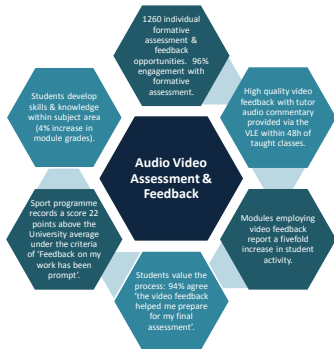 1260 individual
formative
assessment &
feedback
opportunities. 96%
engagement with
formative
assessment.
High quality video
feedback with tutor
audio commentary
provided via the
VLE within 48h of
taught classes.
Modules employing
video feedback
report a fivefold
increase in student
activity.
Students value the
process: 94% agree
‘the video feedback
helped me prepare
for my final
assessment’.
Sport programme
records a score 22
points above the
University average
under the criteria
of ‘Feedback on
my work has been
prompt’.
Students develop
skills & knowledge
within subject area
(4% increase in
module grades).
Audio Video
Assessment &
Feedback